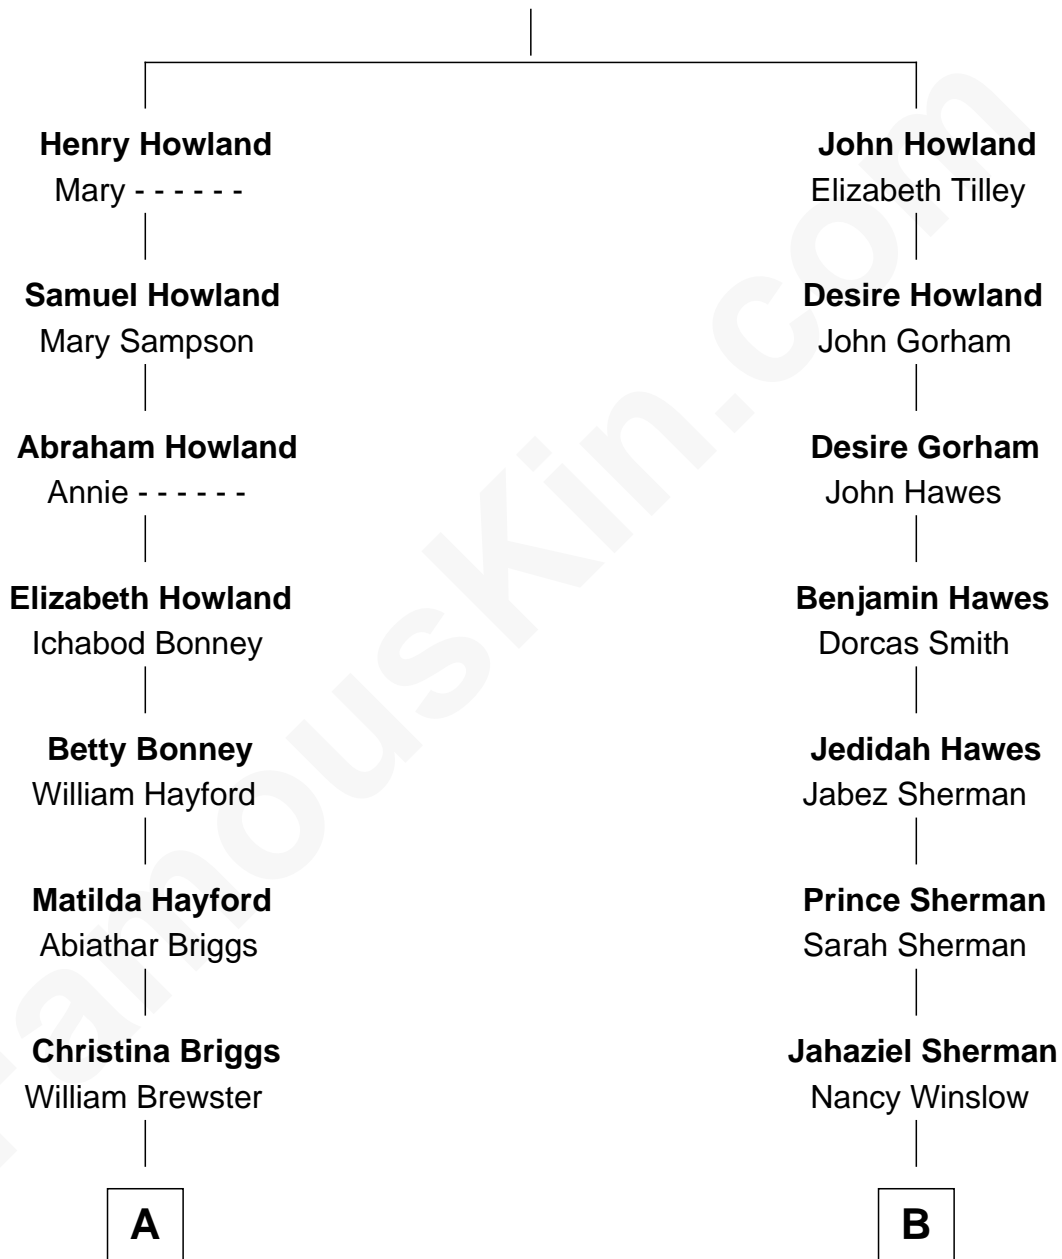 Henry Howland
Mary - - - - - -
Samuel Howland
Mary Sampson
Abraham Howland
Annie - - - - - -
Elizabeth Howland
Ichabod Bonney
Betty Bonney
William Hayford
Matilda Hayford
Abiathar Briggs
Christina Briggs
William Brewster
A
John Howland
Elizabeth Tilley
Desire Howland
John Gorham
Desire Gorham
John Hawes
Benjamin Hawes
Dorcas Smith
Jedidah Hawes
Jabez Sherman
Prince Sherman
Sarah Sherman
Jahaziel Sherman
Nancy Winslow
B
FamousKin.com